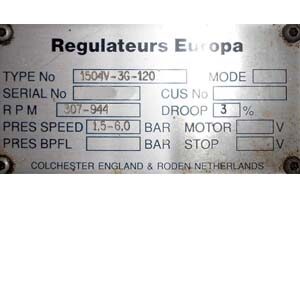 Regulateurs Europa
TYPE No 1504V-3G-120 MODE
SERIAL No CUS No
R P M 307-944 DROOP 3 %
PRES SPEED 1,5-6,0 BAR MOTOR V
PRES BPFL BAR STOP V
COLCHESTER ENGLAND & RODEN NETHERLANDS